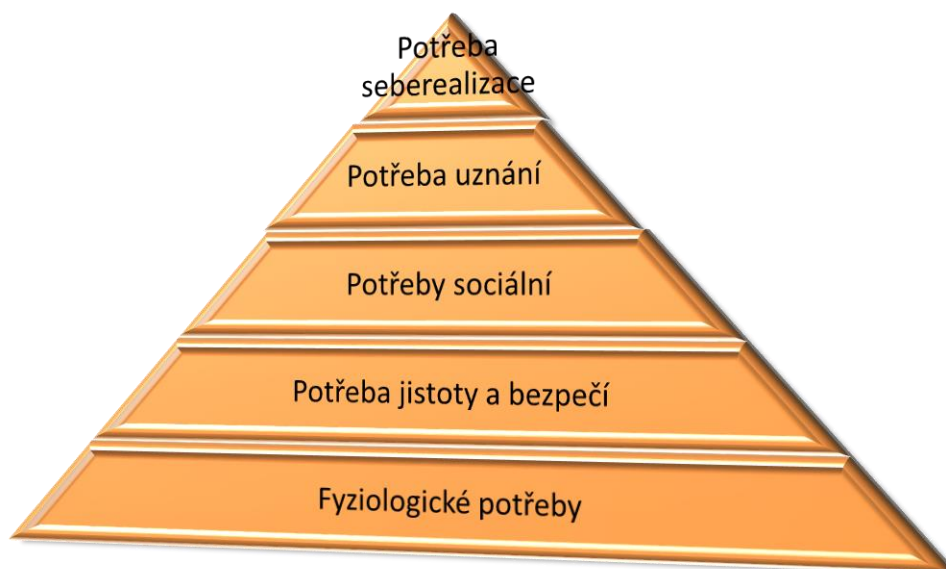 Potřeba
seberealizace
Potřeba uznání
Potřeby sociální
Potřeba jistoty a bezpečí
Fyziologické potřeby